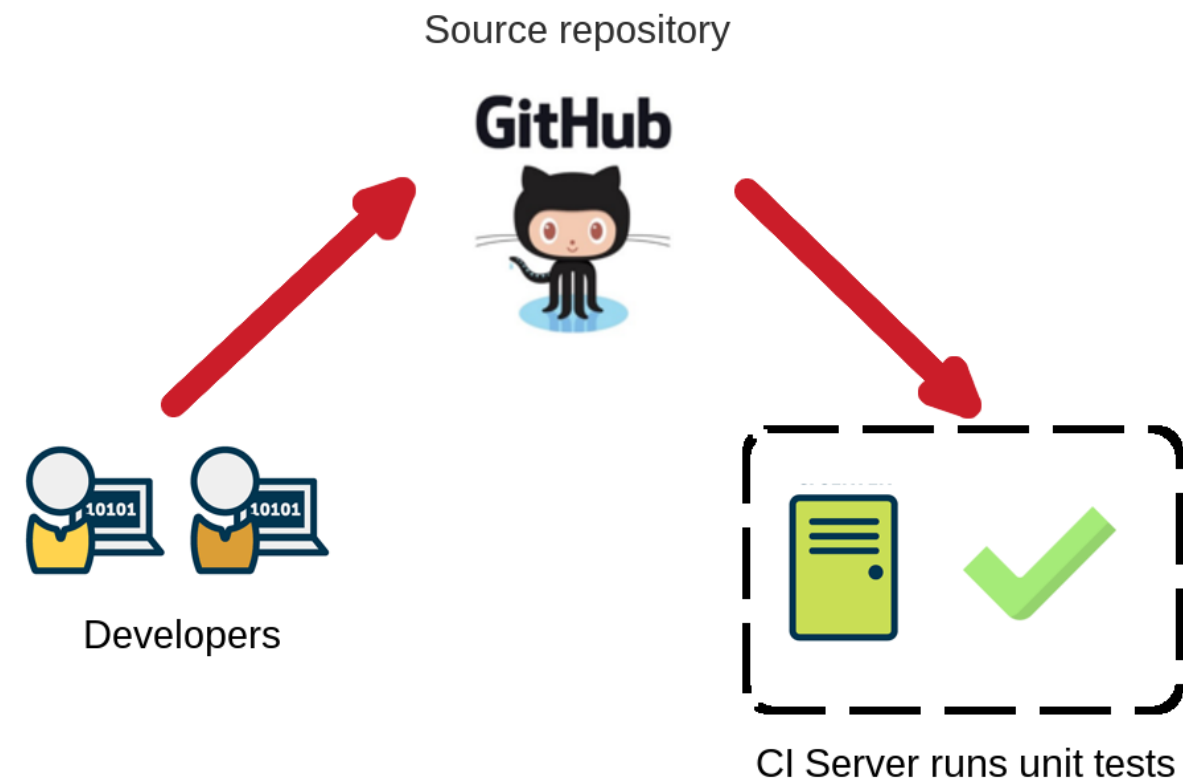 Source repository
GitHub
10101
10101
Developers
CI Server runs unit tests